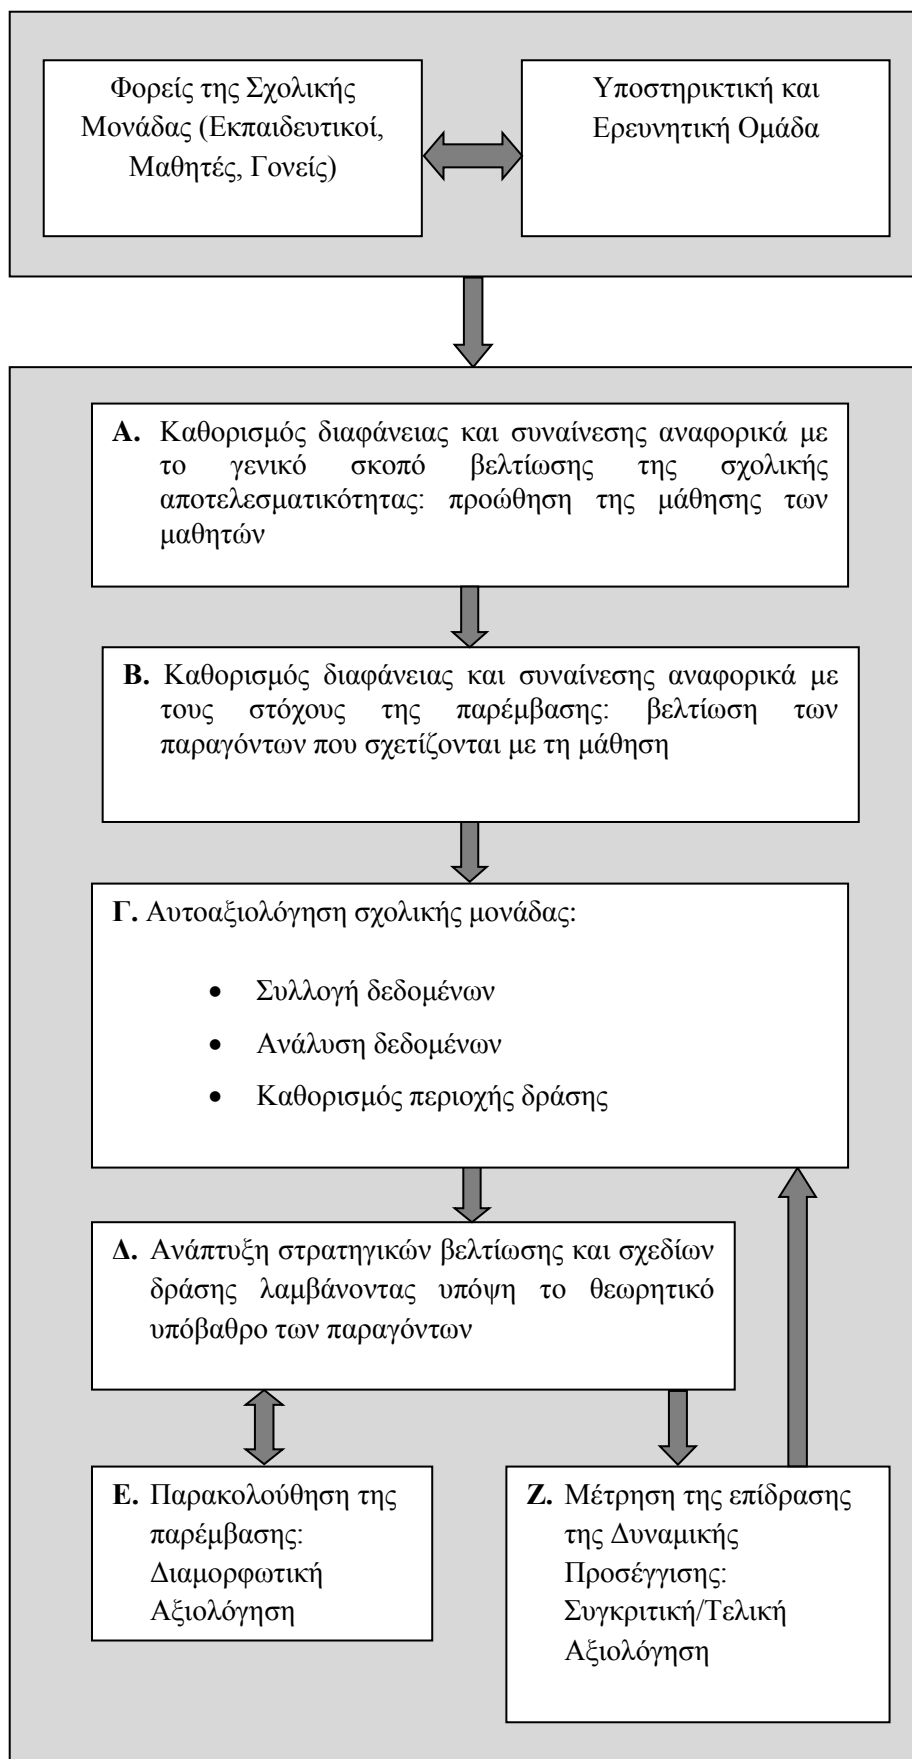 Φορείς της Σχολικής
Μονάδας (Εκπαιδευτικοί,
Μαθητές, Γονείς)
Υποστηρικτική και
Ερευνητική Ομάδα
Α. Καθορισμός διαφάνειας και συναίνεσης αναφορικά με
το γενικό σκοπό βελτίωσης της σχολικής
αποτελεσματικότητας: προώθηση της μάθησης των
μαθητών
Β. Καθορισμός διαφάνειας και συναίνεσης αναφορικά με
τους στόχους της παρέμβασης: βελτίωση των
παραγόντων που σχετίζονται με τη μάθηση
Γ. Αυτοαξιολόγηση σχολικής μονάδας:
• Συλλογή δεδομένων
• Ανάλυση δεδομένων
• Καθορισμός περιοχής δράσης
Δ. Ανάπτυξη στρατηγικών βελτίωσης και σχεδίων
δράσης λαμβάνοντας υπόψη το θεωρητικό
υπόβαθρο των παραγόντων
Ε. Παρακολούθηση της
παρέμβασης:
Διαμορφωτική
Αξιολόγηση
Ζ. Μέτρηση της επίδρασης
της Δυναμικής
Προσέγγισης:
Συγκριτική/Τελική
Αξιολόγηση